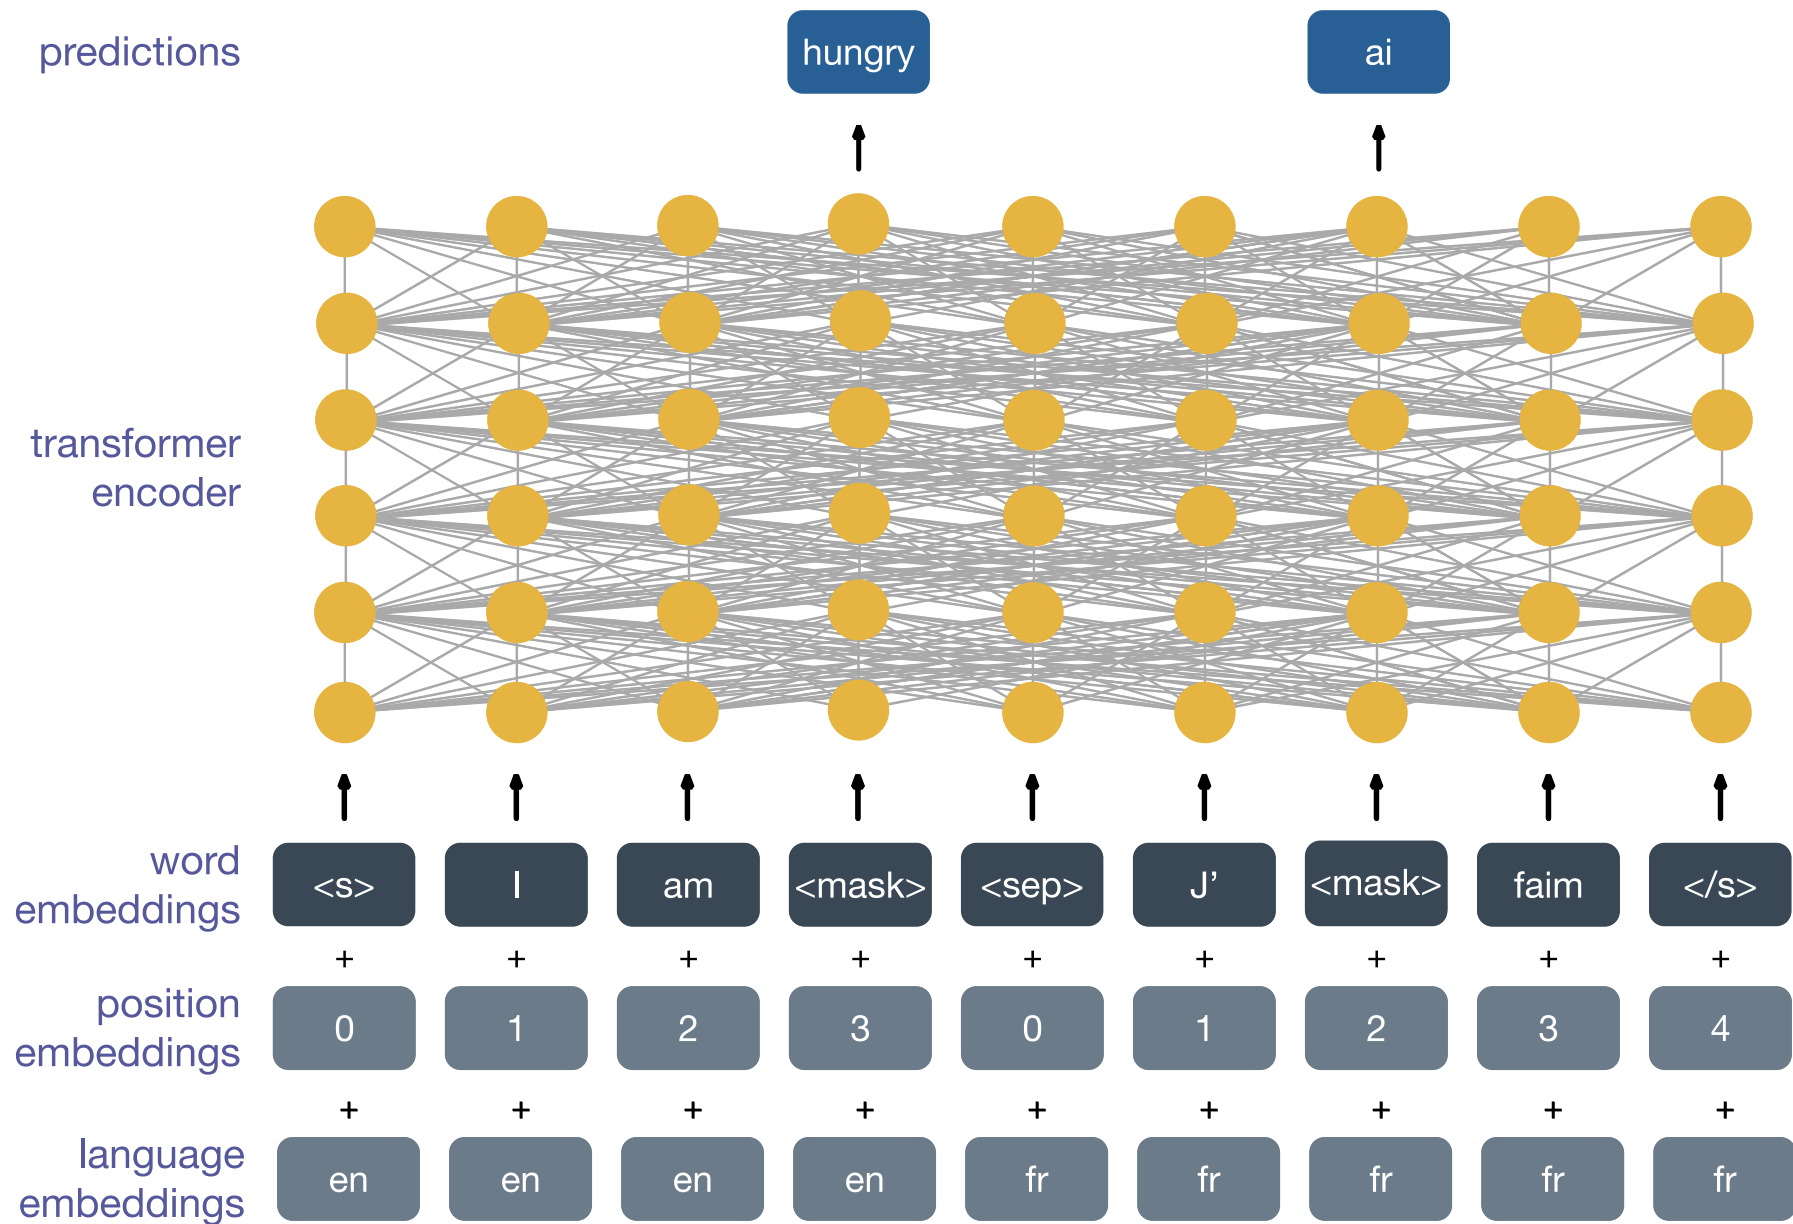 predictions
hungry ai
transformer
encoder
word
embeddings
<s> I am <mask> <sep> J’ <mask> faim </s>
+ + + + + + + + +
position
embeddings
0 1 2 3 0 1 2 3 4
+ + + + + + + + +
language
embeddings
en en en en fr fr fr fr fr